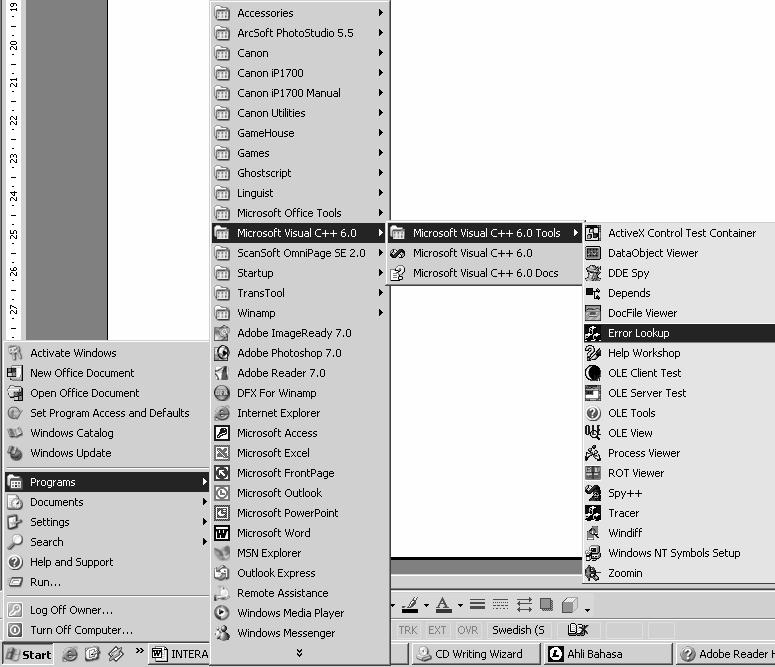 Accessories
ArcSoft PhotoStudio 5.5
Canon
Canon iP1700
Canon iP1700 Manual
Canon Utilities
GameHouse
Games
Ghostscript
Linguist
Microsoft Office Tools
Microsoft Visual C++ 6.0
ScanSoft OmniPage SE 2.0
Startup
TransTool
Winamp
Adobe ImageReady 7.0
Adobe Photoshop 7.0
Adobe Reader 7.0
DFX For Winamp
Internet Explorer
Microsoft Access
Microsoft Excel
Microsoft FrontPage
Microsoft Outlook
Microsoft PowerPoint
Microsoft Word
MSN Explorer
Outlook Express
Remote Assistance
Windows Media Player
Windows Messenger
Microsoft Visual C++ 6.0 Tools
Microsoft Visual C++ 6.0
Microsoft Visual C++ 6.0 Docs
ActiveX Control Test Container
DataObject Viewer
DDE Spy
Depends
DocFile Viewer
Error Lookup
Help Workshop
OLE Client Test
OLE Server Test
OLE Tools
OLE View
Process Viewer
ROT Viewer
Spy++
Tracer
Windiff
Windows NT Symbols Setup
Zoomin
Activate Windows
New Office Document
Open Office Document
Set Program Access and Defaults
Windows Catalog
Windows Update
Programs
Documents
Settings
Search
Help and Support
Run...
Log Off Owner...
Turn Off Computer...
19
20
21
22
23
24
25
26
27
TRK EXT OVR Swedish (S
Start INTERA CD Writing Wizard Ahli Bahasa Adobe Reader